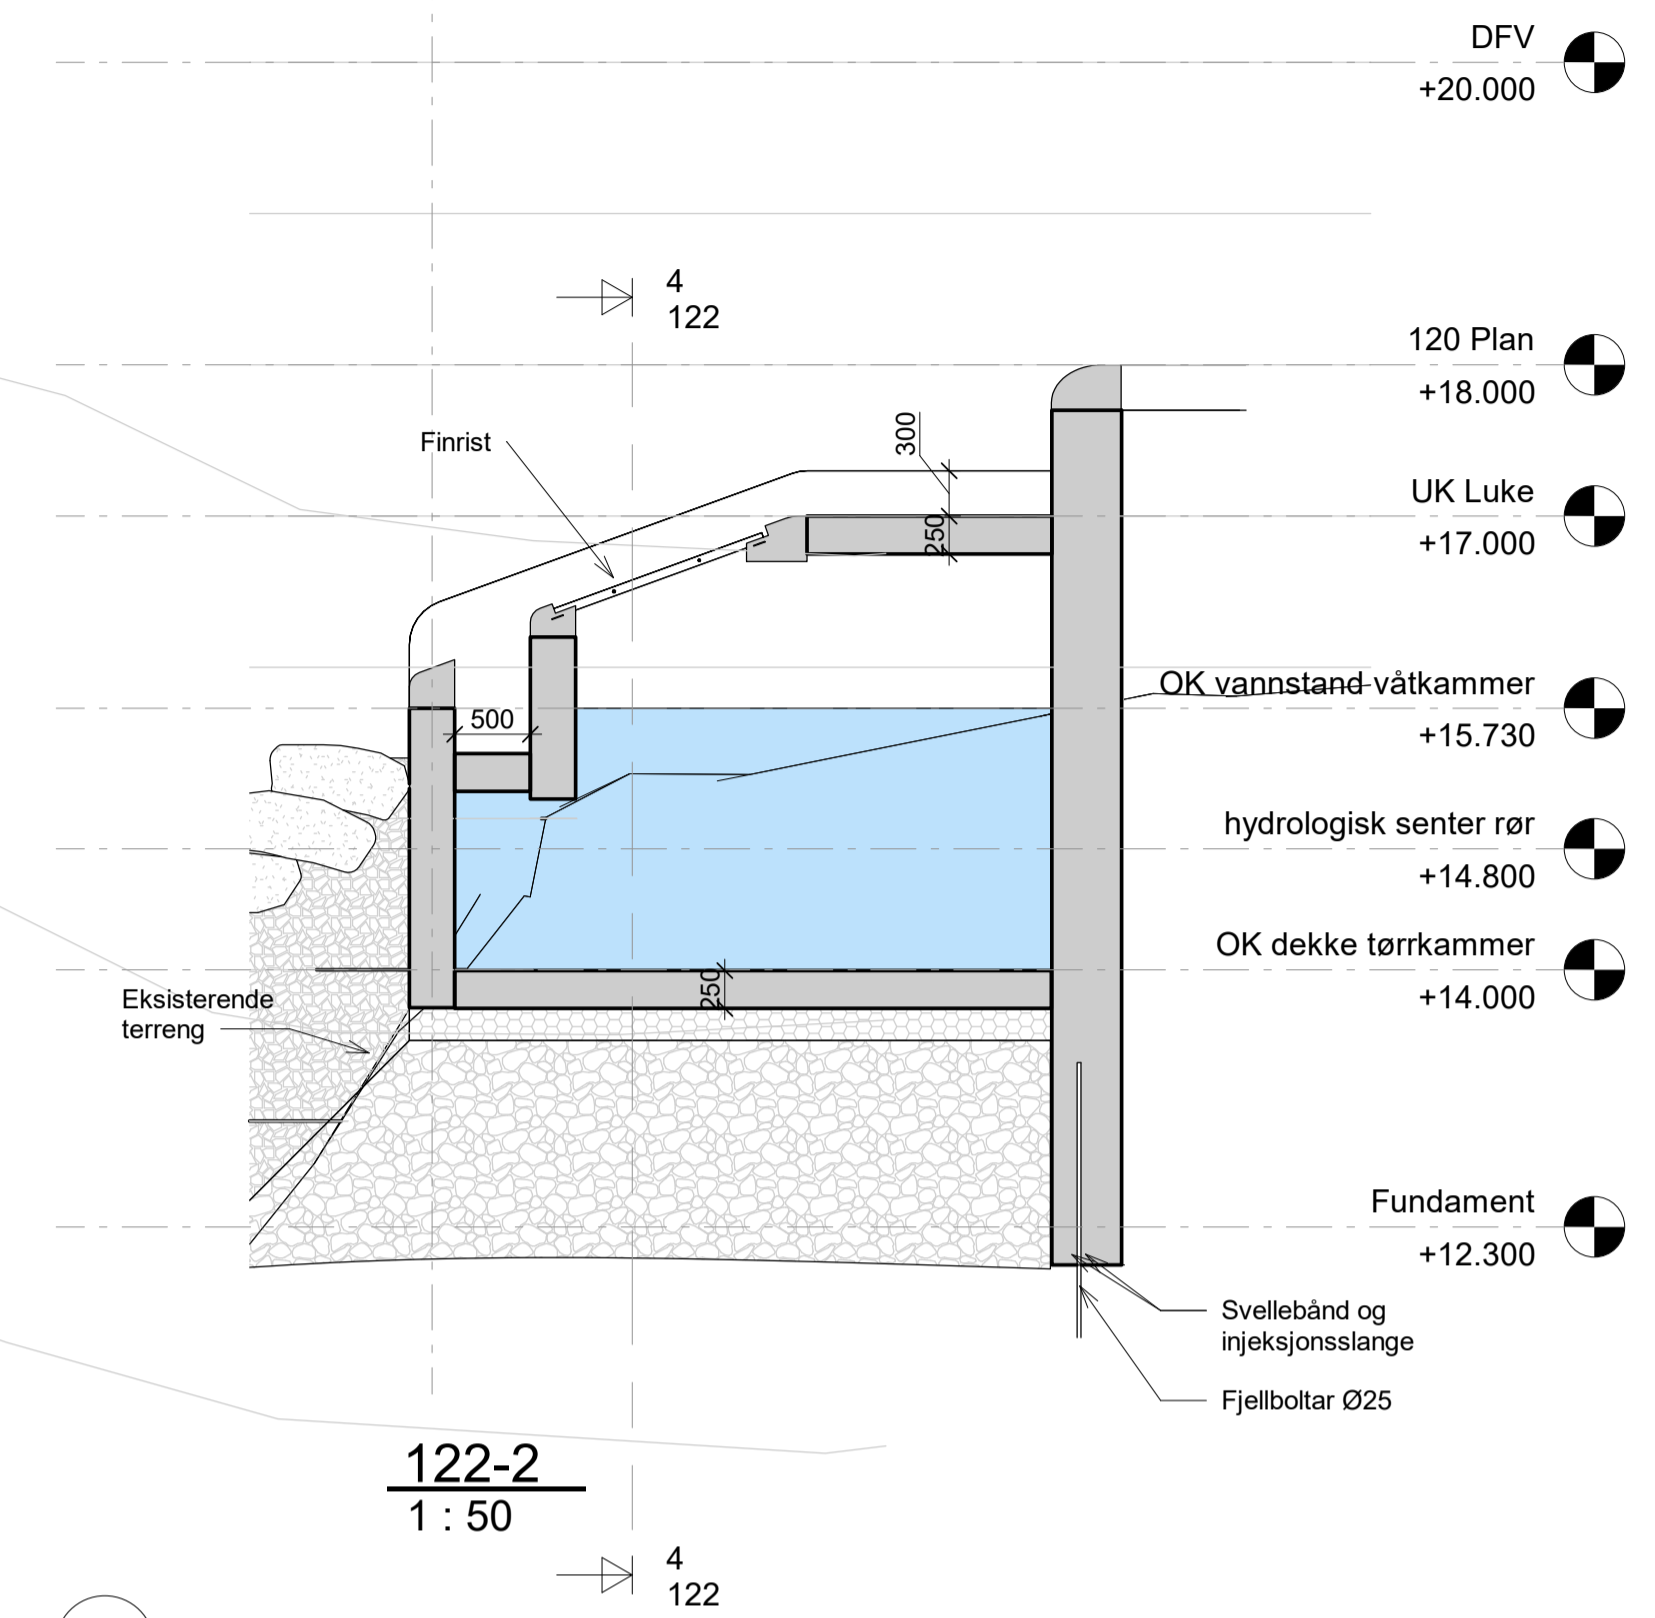 DFV
+20.000
4
122
120 Plan
+18.000
300
Finrist
UK Luke
+17.000
250
OK vannstand våtkammer
500
+15.730
hydrologisk senter rør
+14.800
OK dekke tørrkammer
250
+14.000
Eksisterende
terreng
Fundament
+12.300
Svellebånd og
injeksjonsslange
Fjellboltar Ø25
122-2
1 : 50
4
122